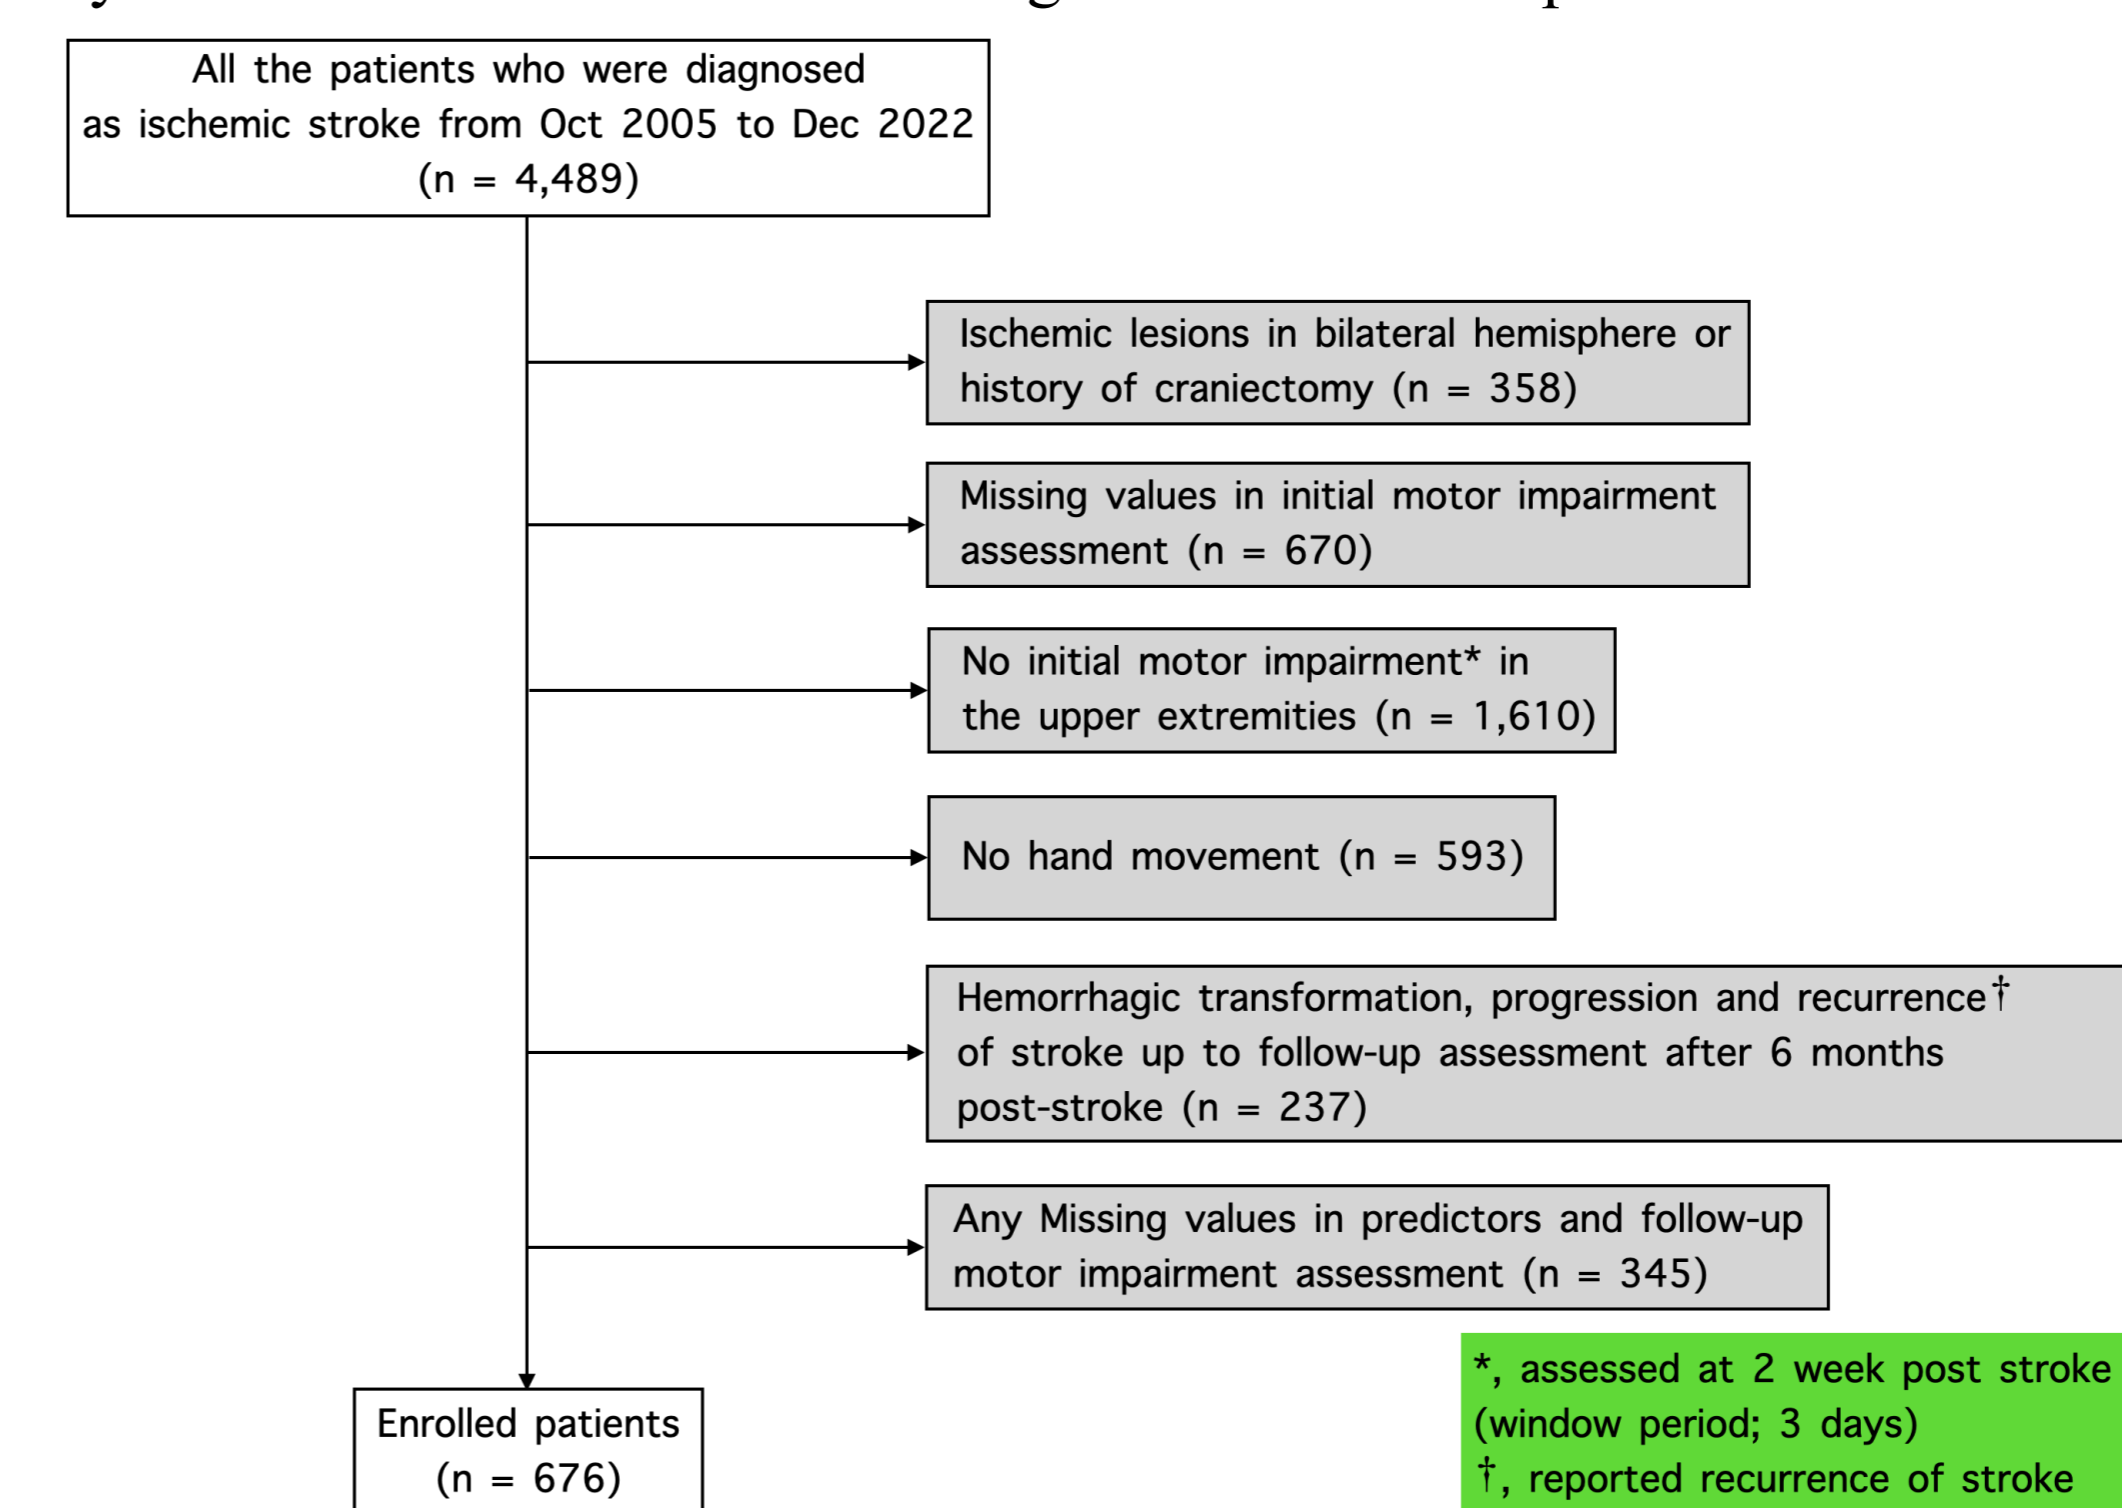 All the patients who were diagnosed
as ischemic stroke from Oct 2005 to Dec 2022
(n = 4,489)
Ischemic lesions in bilateral hemisphere or
history of craniectomy (n = 358)
Missing values in initial motor impairment
assessment (n = 670)
No initial motor impairment* in
the upper extremities (n = 1,610)
No hand movement (n = 593)
Hemorrhagic transformation, progression and recurrence†
of stroke up to follow-up assessment after 6 months
post-stroke (n = 237)
Any Missing values in predictors and follow-up
motor impairment assessment (n = 345)
Enrolled patients
(n = 676)
*, assessed at 2 week post stroke
(window period; 3 days)
†, reported recurrence of stroke